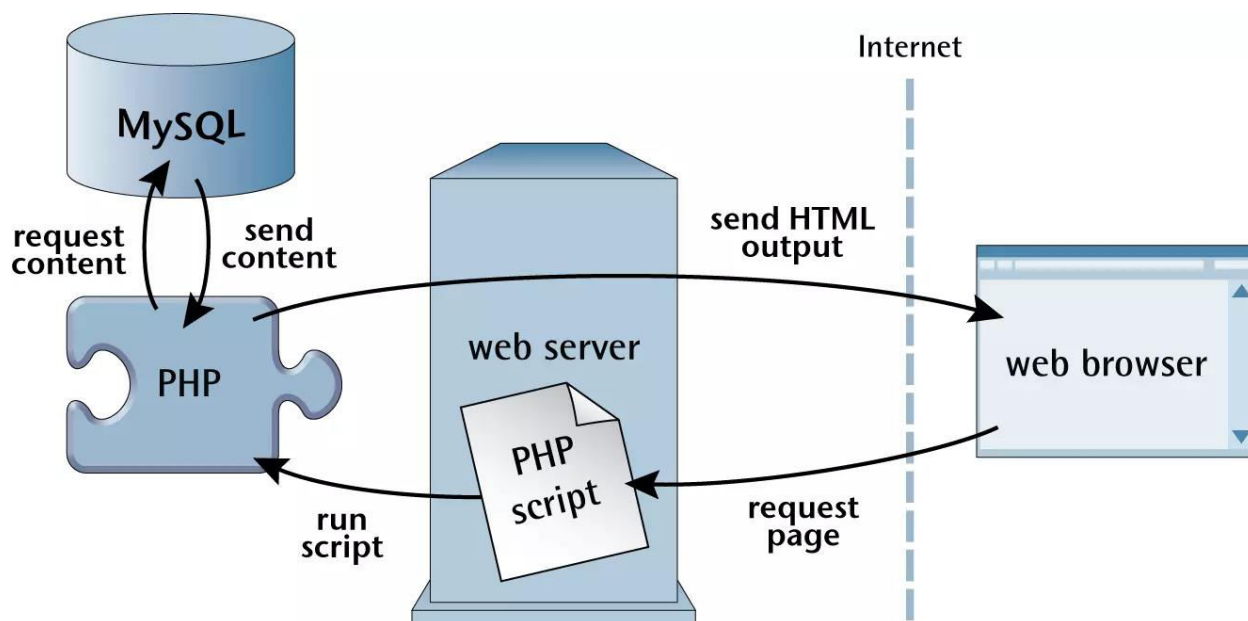 MySQL
Internet
request
content
send
content
send HTML
output
PHP
web server
web browser
PHP
script
run
script
request
page